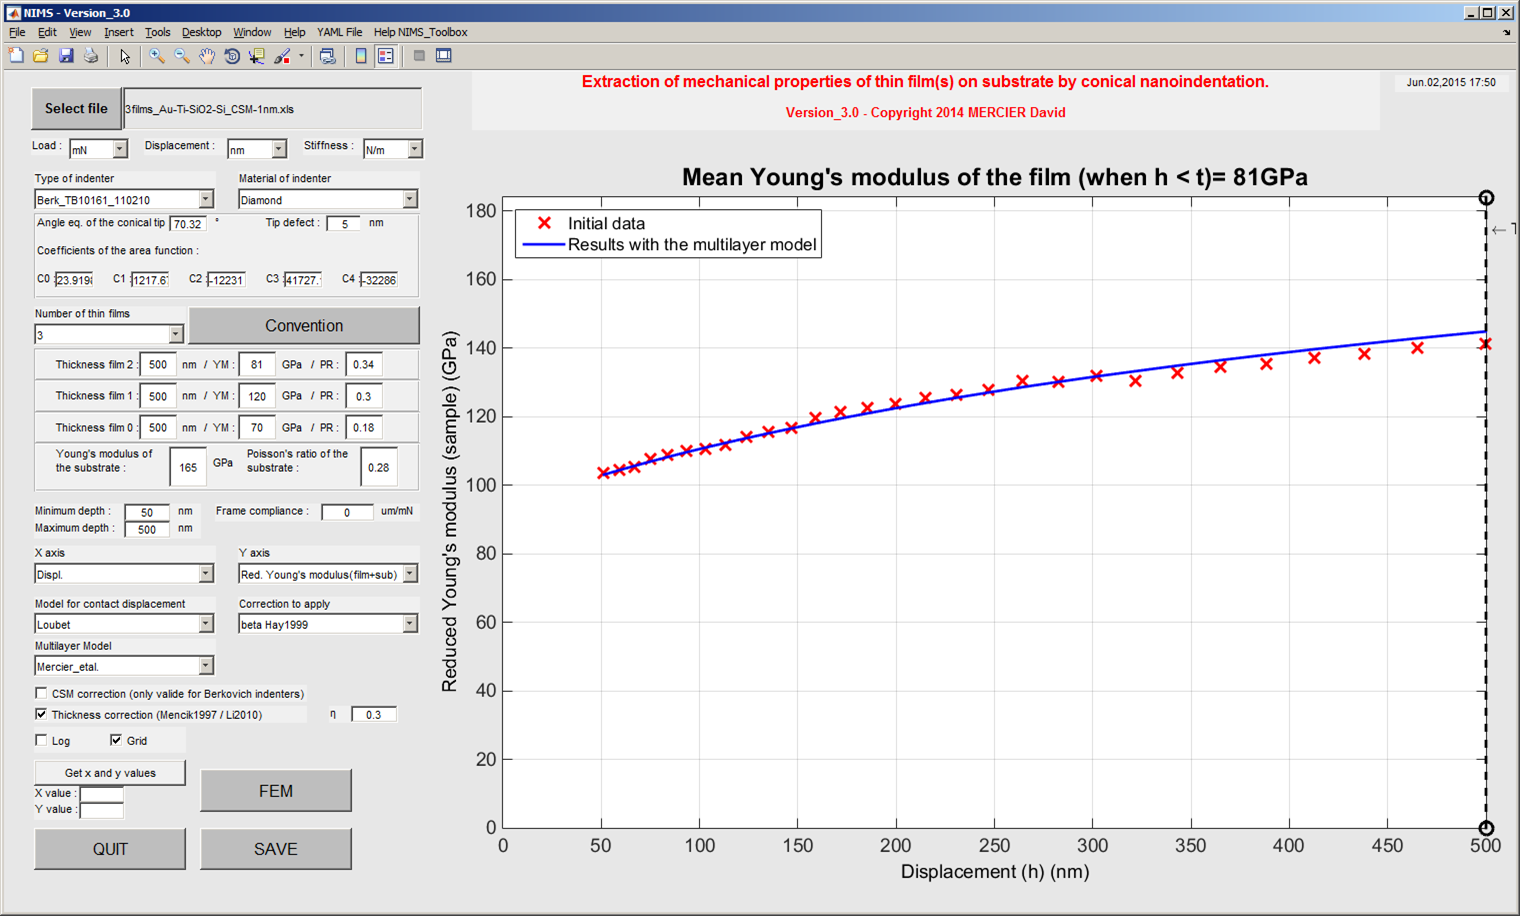 NIMS - Version_3.0
File Edit View Insert Tools Desktop Window Help YAML File Help NIMS_Toolbox
Extraction of mechanical properties of thin film(s) on substrate by conical nanoindentation.
Version_3.0 - Copyright 2014 MERCIER David
Jun.02,2015 17:50
Select file 3films_Au-Ti-SiO2-Si_CSM-1nm.xls
Load : mN Displacement : nm Stiffness : N/m
Type of indenter Material of indenter
Berk_TB10161_110210 Diamond
Angle eq. of the conical tip 70.32 ° Tip defect : 5 nm
Coefficients of the area function :
C0 : 23.919 C1 : 1217.6 C2 : -12231 C3 : 41727. C4 : -32286
Number of thin films
3 Convention
Thickness film 2 : 500 nm / YM : 81 GPa / PR : 0.34
Thickness film 1 : 500 nm / YM : 120 GPa / PR : 0.3
Thickness film 0 : 500 nm / YM : 70 GPa / PR : 0.18
Young's modulus of the substrate : 165 GPa Poisson's ratio of the substrate : 0.28
Minimum depth : 50 nm Frame compliance : 0 um/mN
Maximum depth : 500 nm
X axis Y axis
Displ. Red. Young's modulus(film+sub)
Model for contact displacement Correction to apply
Loubet beta Hay1999
Multilayer Model
Mercier_etal.
CSM correction (only valide for Berkovich indenters)
Thickness correction (Mencik1997 / Li2010) η 0.3
Log Grid
Get x and y values
X value :
Y value :
FEM
QUIT SAVE
Mean Young's modulus of the film (when h < t)= 81GPa
Initial data
Results with the multilayer model
Reduced Young's modulus (sample) (GPa)
180
160
140
120
100
80
60
40
20
0
0 50 100 150 200 250 300 350 400 450 500
Displacement (h) (nm)